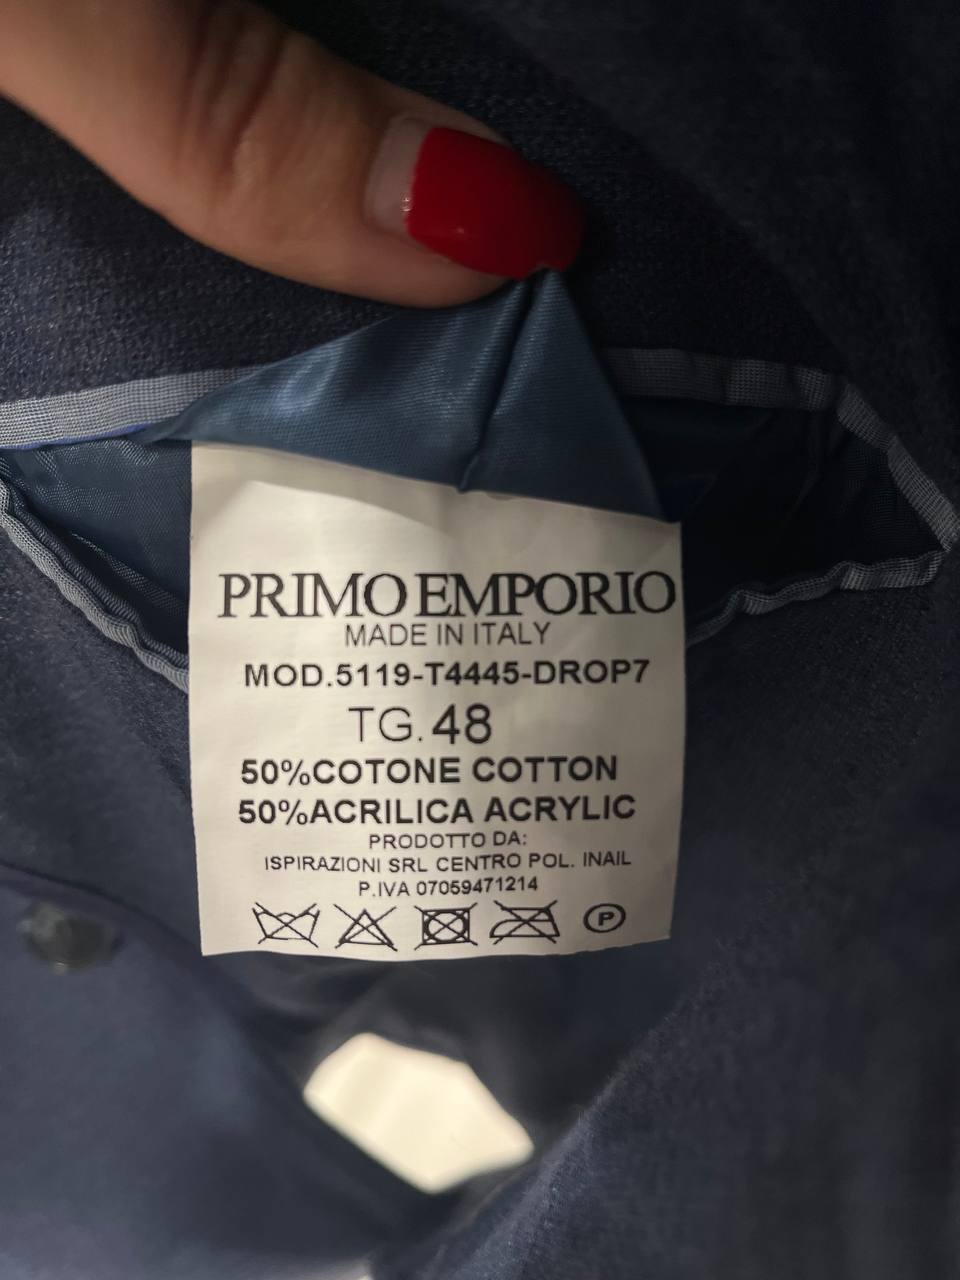 PRIMO EMPORIO
MADE IN ITALY
MOD.5119-T4445-DROP7
TG.48
50%COTONE COTTON
50%ACRILICA ACRYLIC
PRODOTTO DA:
ISPIRAZIONI SRL CENTRO POL. INAIL
P.IVA 07059471214
P